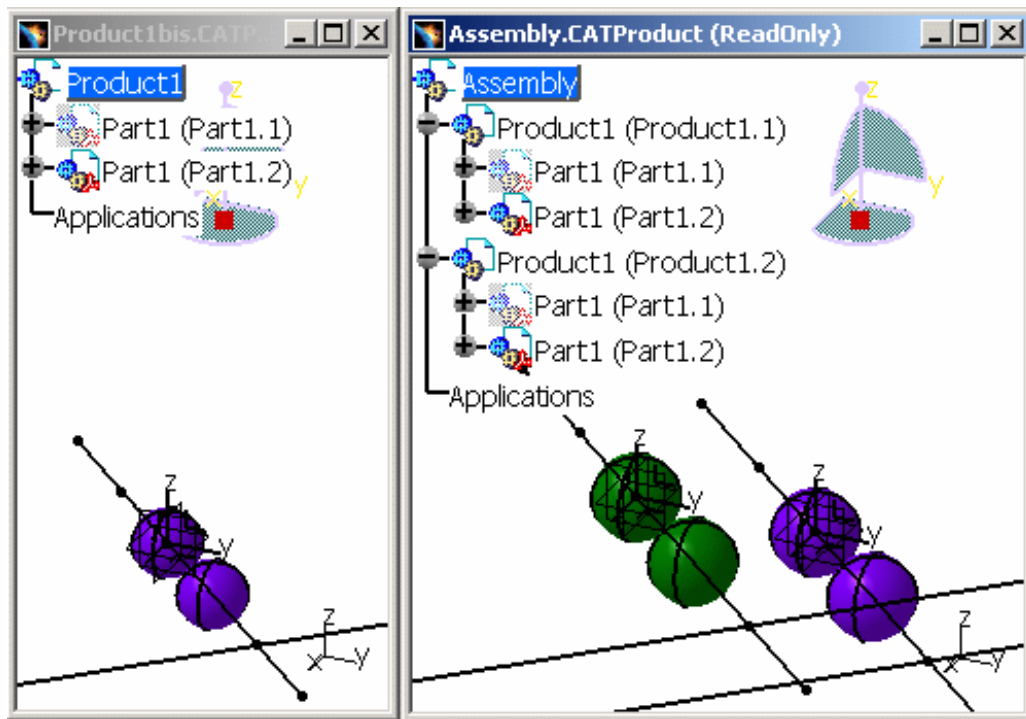 Product1bis.CATP...
Product1
z
Part1 (Part1.1)
Part1 (Part1.2)
x
y
Applications
z
y
z
x
y
Assembly.CATProduct (ReadOnly)
Assembly
z
Product1 (Product1.1)
Part1 (Part1.1)
x
y
Part1 (Part1.2)
Product1 (Product1.2)
Part1 (Part1.1)
Part1 (Part1.2)
Applications
z
y
z
y
z
x
y